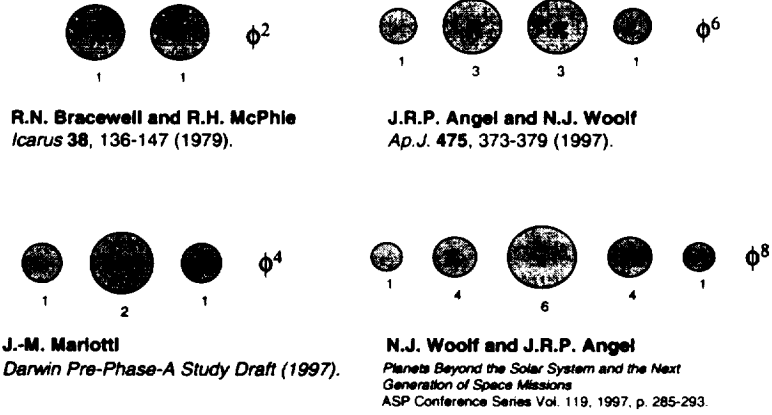 ϕ2
1 1
R.N. Bracewell and R.H. McPhie
Icarus 38, 136-147 (1979).
ϕ6
1 3 3 1
J.R.P. Angel and N.J. Woolf
Ap.J. 475, 373-379 (1997).
ϕ4
1 2 1
J.-M. Mariotti
Darwin Pre-Phase-A Study Draft (1997).
ϕ8
1 4 6 4 1
N.J. Woolf and J.R.P. Angel
Planets Beyond the Solar System and the Next
Generation of Space Missions
ASP Conference Series Vol. 119, 1997, p. 285-293.